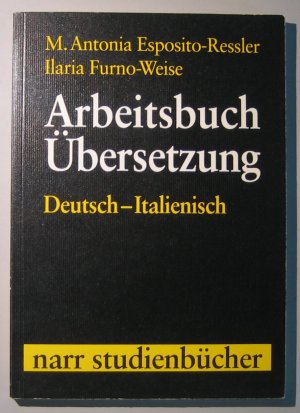 M. Antonia Esposito-Ressler
Ilaria Furno-Weise
Arbeitsbuch
Übersetzung
Deutsch–Italienisch
narr studienbücher